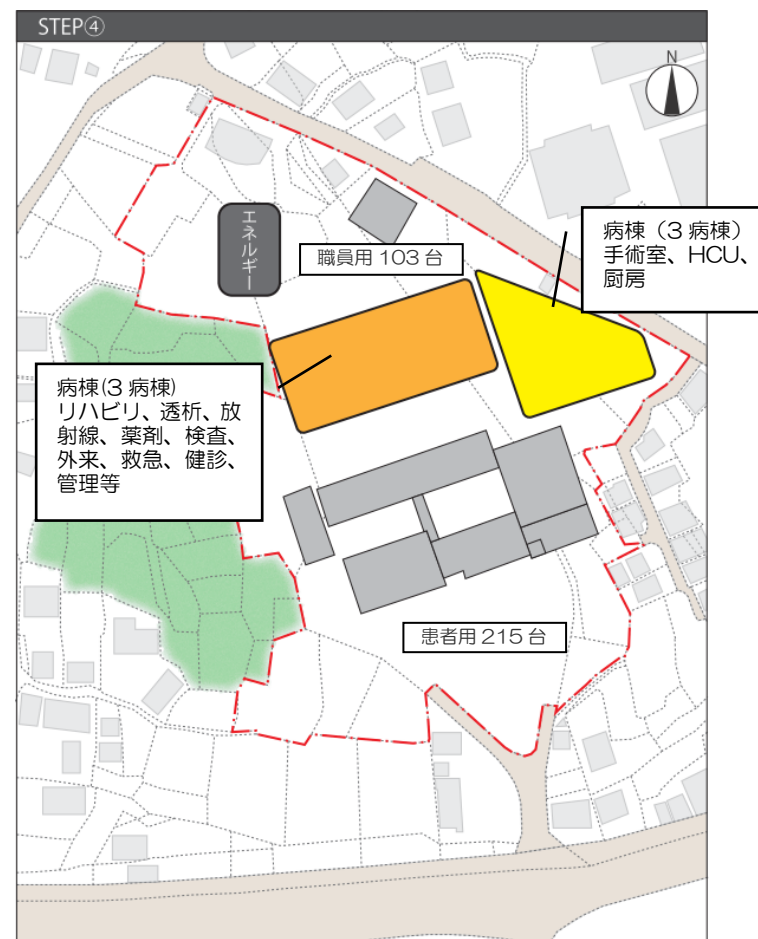 STEP④
N
病棟（3 病棟）
手術室、HCU、
厨房
エネルギー
職員用 103 台
病棟(3 病棟)
リハビリ、透析、放
射線、薬剤、検査、
外来、救急、健診、
管理等
患者用 215 台